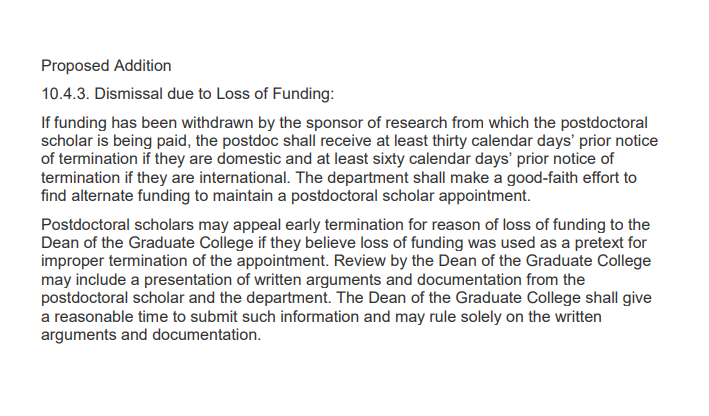 Proposed Addition
10.4.3. Dismissal due to Loss of Funding:
If funding has been withdrawn by the sponsor of research from which the postdoctoral
scholar is being paid, the postdoc shall receive at least thirty calendar days’ prior notice
of termination if they are domestic and at least sixty calendar days’ prior notice of
termination if they are international. The department shall make a good-faith effort to
find alternate funding to maintain a postdoctoral scholar appointment.
Postdoctoral scholars may appeal early termination for reason of loss of funding to the
Dean of the Graduate College if they believe loss of funding was used as a pretext for
improper termination of the appointment. Review by the Dean of the Graduate College
may include a presentation of written arguments and documentation from the
postdoctoral scholar and the department. The Dean of the Graduate College shall give
a reasonable time to submit such information and may rule solely on the written
arguments and documentation.